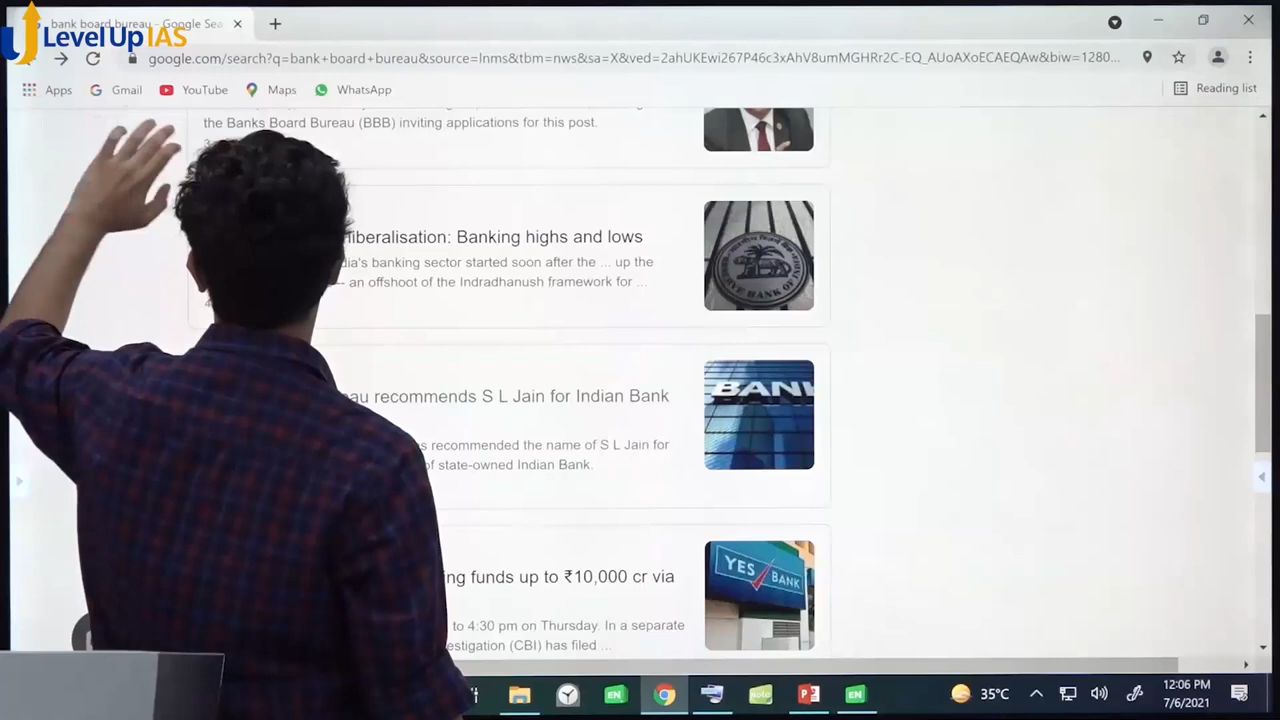 bank board bureau - Google Sea
LevelUp IAS
google.com/search?q=bank+board+bureau&source=lnms&tbm=nws&sa=X&ved=2ahUKEwi267P46c3xAhV8umMGHRr2C-EQ_AUoAXoECAEQAw&biw=1280...
Apps Gmail YouTube Maps WhatsApp Reading list
the Banks Board Bureau (BBB) inviting applications for this post.
liberalisation: Banking highs and lows
banking sector started soon after the ... up the
an offshoot of the Indradhanush framework for ...
RESERVE BANK OF INDIA
recommends S L Jain for Indian Bank
BANK
recommended the name of S L Jain for
of state-owned Indian Bank.
funds up to ₹10,000 cr via
YES BANK
to 4:30 pm on Thursday. In a separate
(CBI) has filed ...
EN
EN
35°C
12:06 PM
7/6/2021